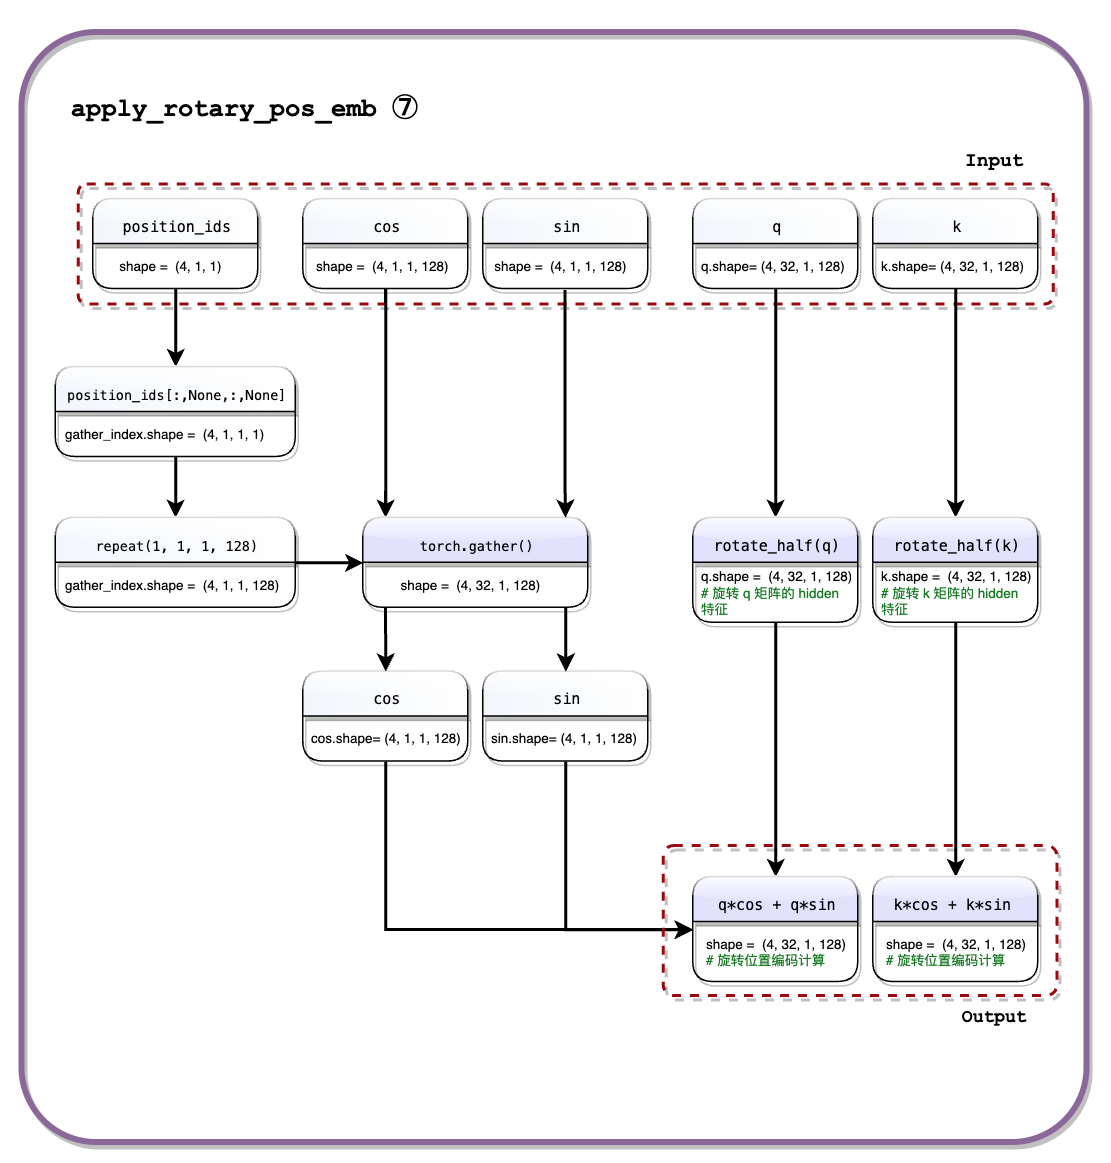 apply_rotary_pos_emb ⑦
Input
position_ids
shape = (4, 1, 1)
cos
shape = (4, 1, 1, 128)
sin
shape = (4, 1, 1, 128)
q
q.shape= (4, 32, 1, 128)
k
k.shape= (4, 32, 1, 128)
position_ids[:,None,:,None]
gather_index.shape = (4, 1, 1, 1)
repeat(1, 1, 1, 128)
gather_index.shape = (4, 1, 1, 128)
torch.gather()
shape = (4, 32, 1, 128)
rotate_half(q)
q.shape = (4, 32, 1, 128)
# 旋转 q 矩阵的 hidden
特征
rotate_half(k)
k.shape = (4, 32, 1, 128)
# 旋转 k 矩阵的 hidden
特征
cos
cos.shape= (4, 1, 1, 128)
sin
sin.shape= (4, 1, 1, 128)
q*cos + q*sin
shape = (4, 32, 1, 128)
# 旋转位置编码计算
k*cos + k*sin
shape = (4, 32, 1, 128)
# 旋转位置编码计算
Output